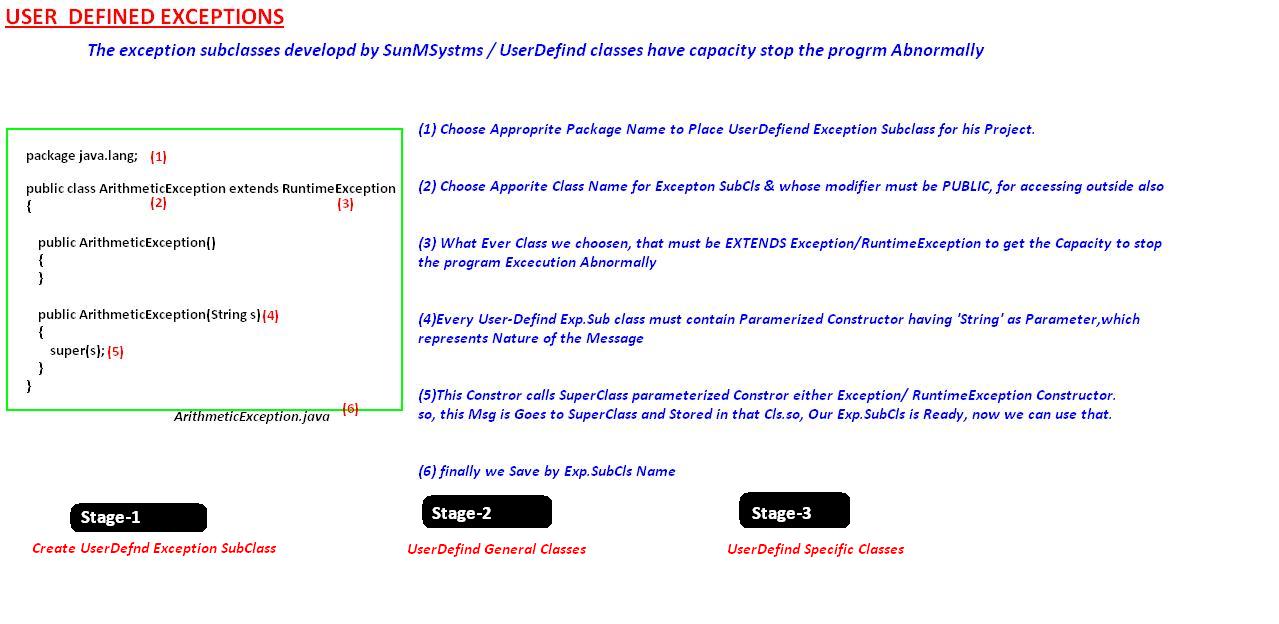 USER  DEFINED EXCEPTIONS
The exception subclasses developd by SunMSystms / UserDefind classes have capacity stop the progrm Abnormally
package java.lang; (1)
public class ArithmeticException extends RuntimeException
{ (2) (3)
public ArithmeticException()
{
}
public ArithmeticException(String s) (4)
{
super(s); (5)
}
}
ArithmeticException.java (6)
(1) Choose Approprite Package Name to Place UserDefiend Exception Subclass for his Project.
(2) Choose Apporite Class Name for Excepton SubCls & whose modifier must be PUBLIC, for accessing outside also
(3) What Ever Class we choosen, that must be EXTENDS Exception/RuntimeException to get the Capacity to stop
the program Excecution Abnormally
(4)Every User-Defind Exp.Sub class must contain Paramerized Constructor having 'String' as Parameter,which
represents Nature of the Message
(5)This Constror calls SuperClass parameterized Constror either Exception/ RuntimeException Constructor.
so, this Msg is Goes to SuperClass and Stored in that Cls.so, Our Exp.SubCls is Ready, now we can use that.
(6) finally we Save by Exp.SubCls Name
Stage-1
Create UserDefnd Exception SubClass
Stage-2
UserDefind General Classes
Stage-3
UserDefind Specific Classes